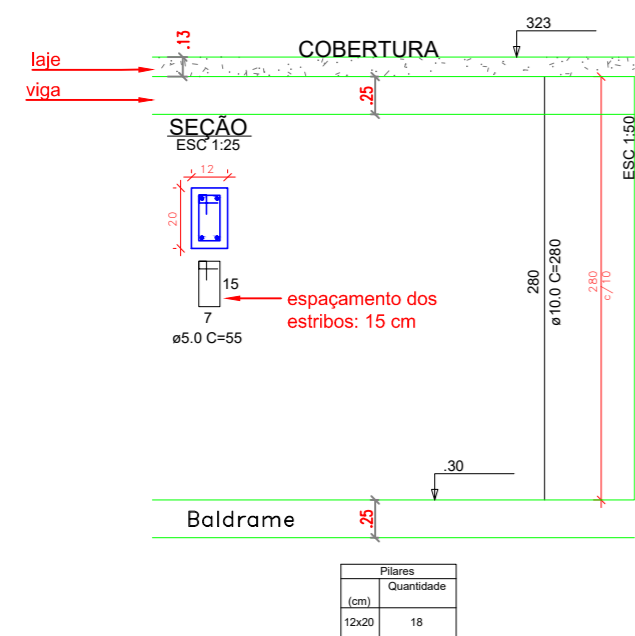 323
.13
COBERTURA
laje
viga
.25
SEÇÃO
ESC 1:25
ESC 1:50
12
20
15
7
ø5.0 C=55
espaçamento dos
estribos: 15 cm
280
ø10.0 C=280
280
c/10
.30
Baldrame
.25
Pilares
(cm) Quantidade
12x20 18